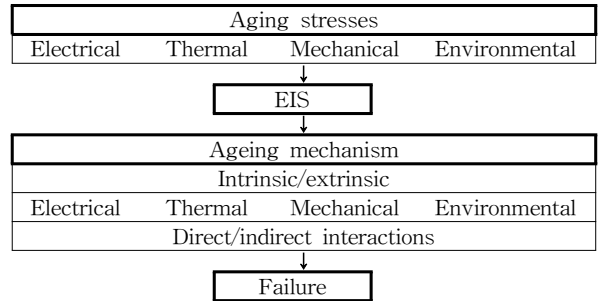 Aging stresses
Electrical Thermal Mechanical Environmental
EIS
Ageing mechanism
Intrinsic/extrinsic
Electrical Thermal Mechanical Environmental
Direct/indirect interactions
Failure